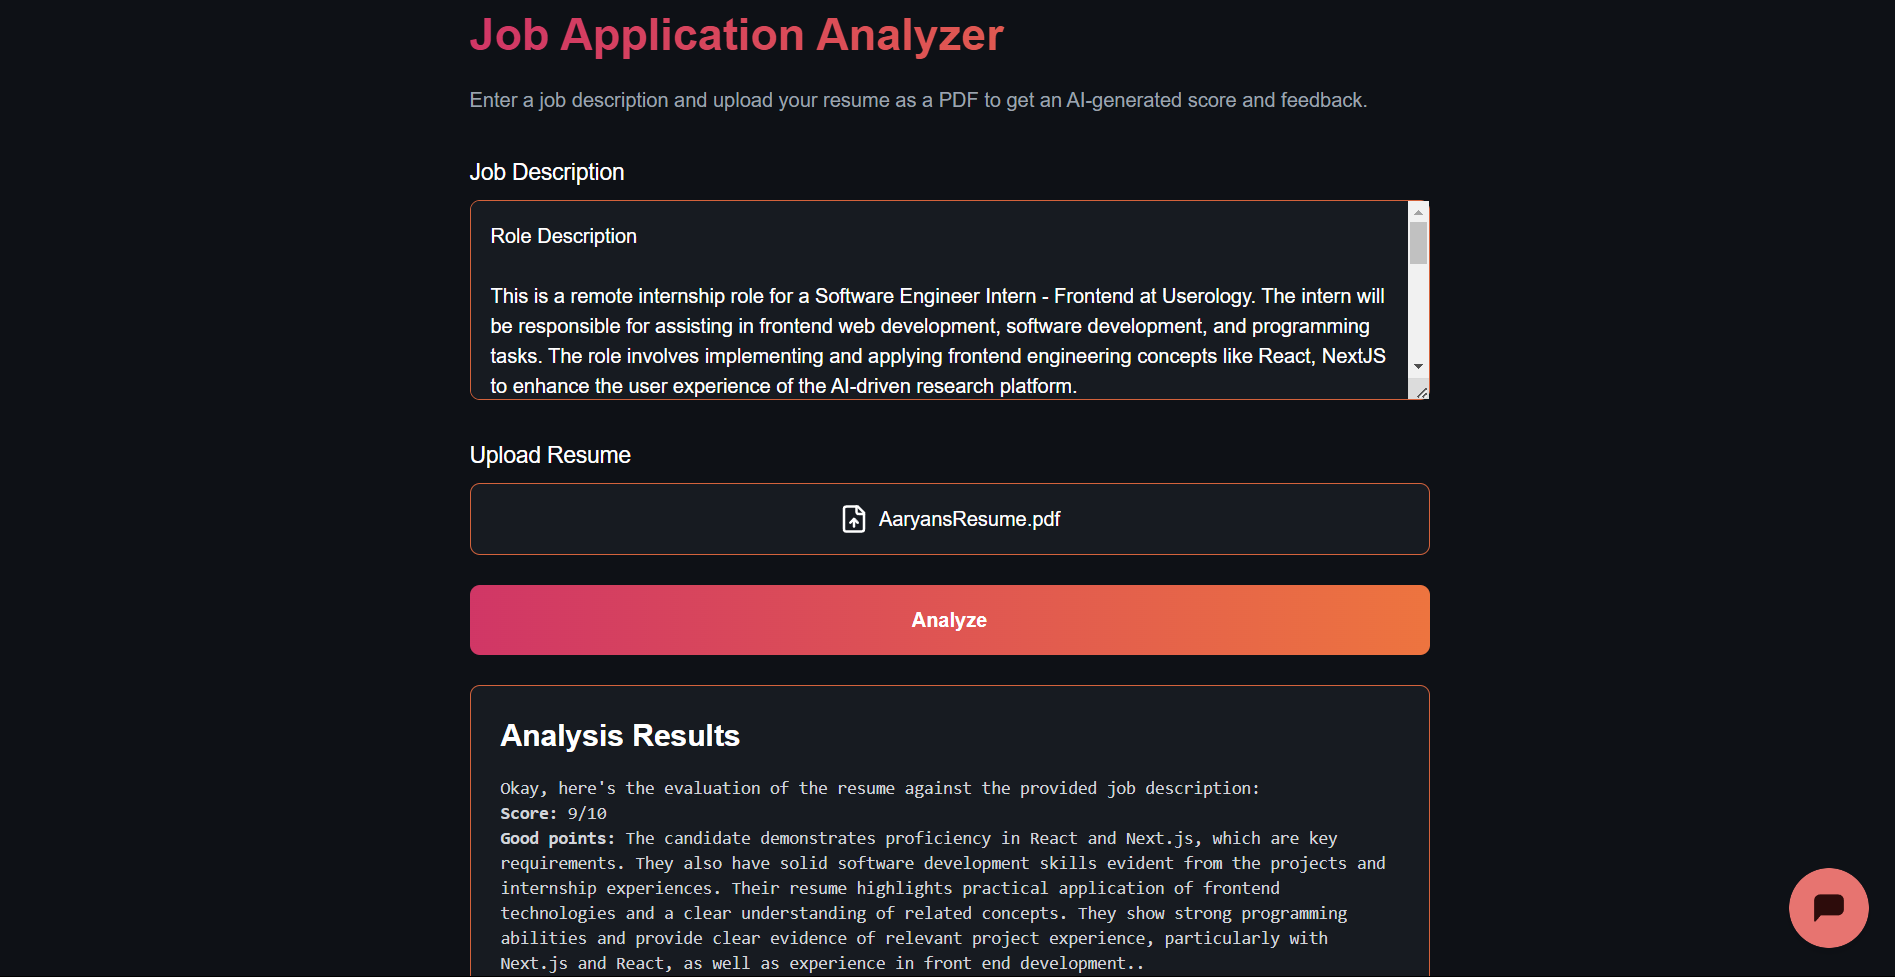 Job Application Analyzer
Enter a job description and upload your resume as a PDF to get an AI-generated score and feedback.
Job Description
Role Description
This is a remote internship role for a Software Engineer Intern - Frontend at Userology. The intern will
be responsible for assisting in frontend web development, software development, and programming
tasks. The role involves implementing and applying frontend engineering concepts like React, NextJS
to enhance the user experience of the AI-driven research platform.
Upload Resume
AaryansResume.pdf
Analyze
Analysis Results
Okay, here's the evaluation of the resume against the provided job description:
Score: 9/10
Good points: The candidate demonstrates proficiency in React and Next.js, which are key
requirements. They also have solid software development skills evident from the projects and
internship experiences. Their resume highlights practical application of frontend
technologies and a clear understanding of related concepts. They show strong programming
abilities and provide clear evidence of relevant project experience, particularly with
Next.js and React, as well as experience in front end development..